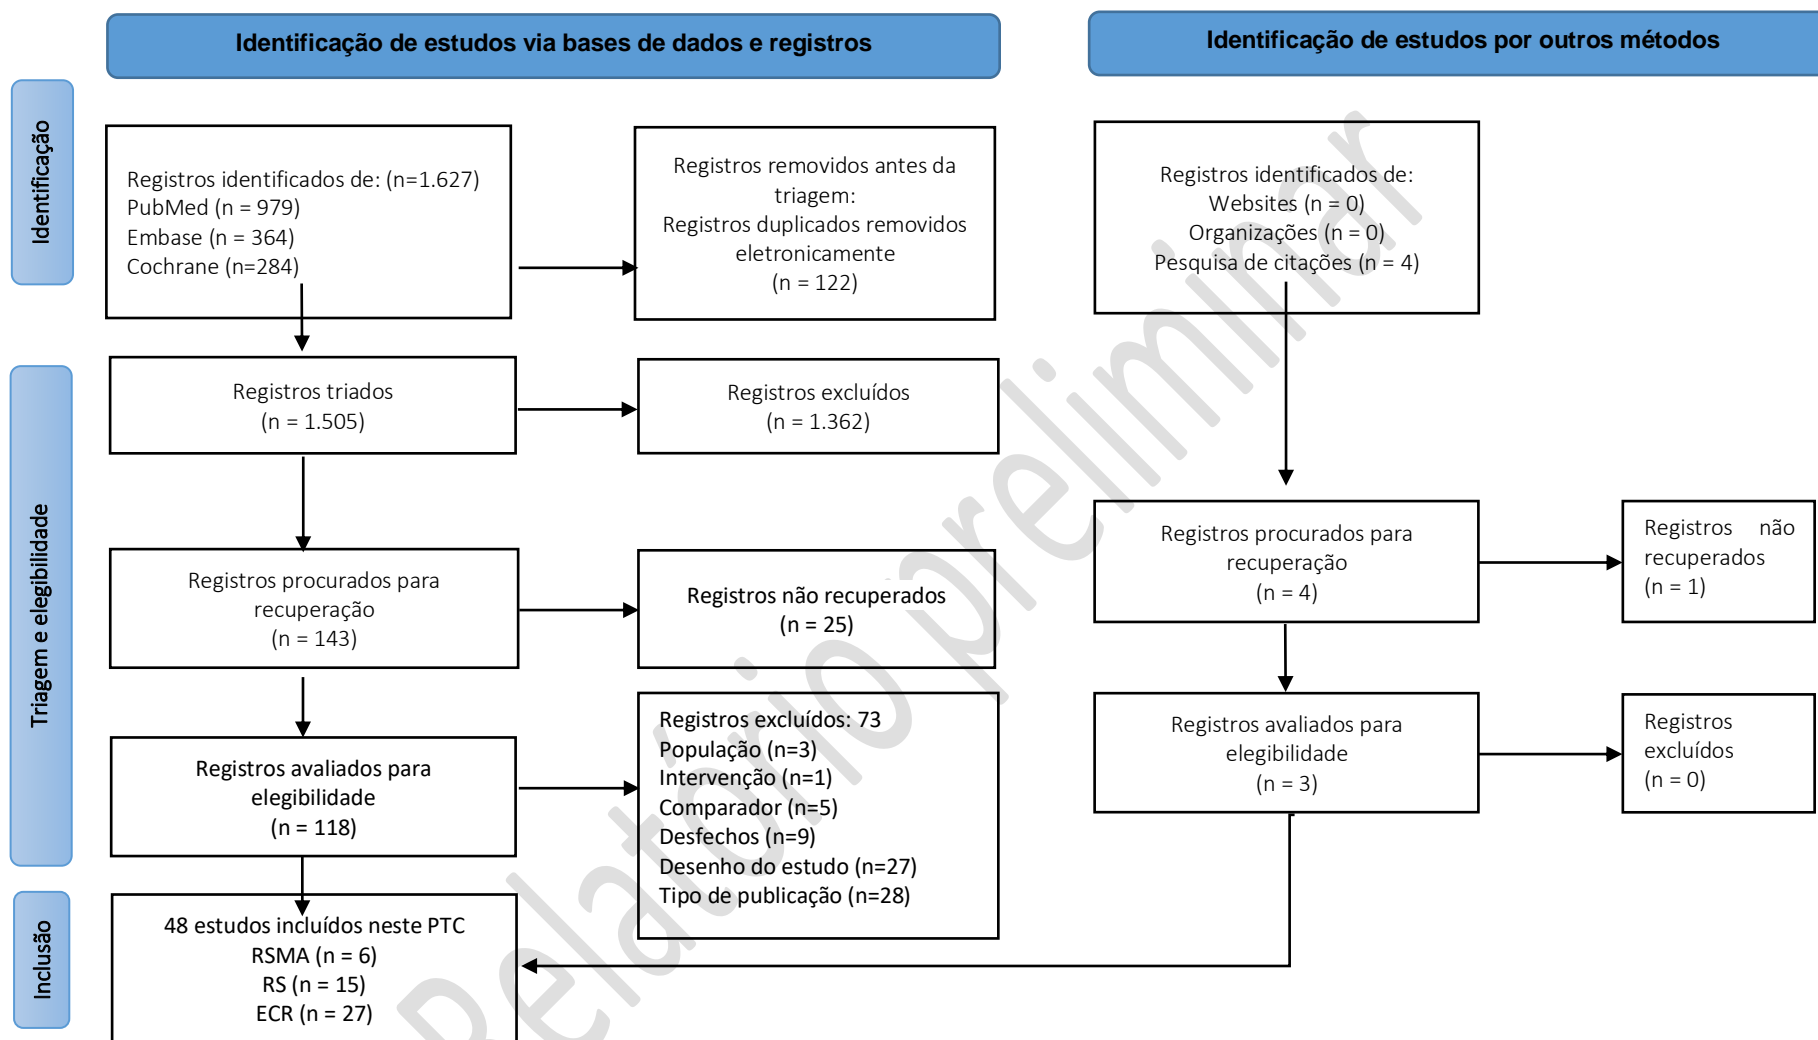 Identificação de estudos via bases de dados e registros
Identificação de estudos por outros métodos
Identificação
Registros identificados de: (n=1.627)
PubMed (n = 979)
Embase (n = 364)
Cochrane (n=284)
Registros removidos antes da
triagem:
Registros duplicados removidos
eletronicamente
(n = 122)
Registros identificados de:
Websites (n = 0)
Organizações (n = 0)
Pesquisa de citações (n = 4)
Triagem e elegibilidade
Registros triados
(n = 1.505)
Registros excluídos
(n = 1.362)
Registros procurados para
recuperação
(n = 143)
Registros não recuperados
(n = 25)
Registros procurados para
recuperação
(n = 4)
Registros não
recuperados
(n = 1)
Registros avaliados para
elegibilidade
(n = 118)
Registros excluídos: 73
População (n=3)
Intervenção (n=1)
Comparador (n=5)
Desfechos (n=9)
Desenho do estudo (n=27)
Tipo de publicação (n=28)
Registros avaliados para
elegibilidade
(n = 3)
Registros
excluídos
(n = 0)
Inclusão
48 estudos incluídos neste PTC
RSMA (n = 6)
RS (n = 15)
ECR (n = 27)
Relatório preliminar